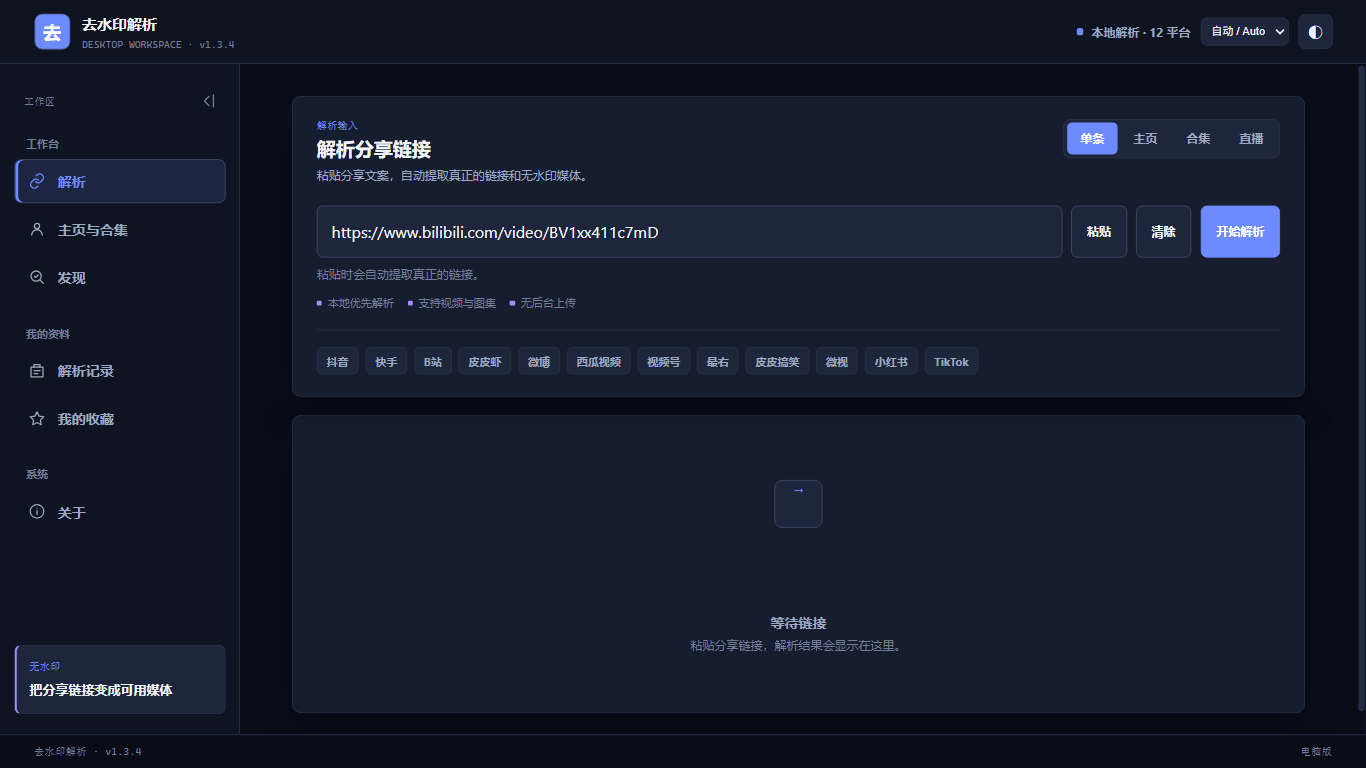 去
去水印解析
DESKTOP WORKSPACE · v1.3.4
本地解析 · 12 平台
自动 / Auto
工作区
工作台
解析
主页与合集
发现
我的资料
解析记录
我的收藏
系统
关于
无水印
把分享链接变成可用媒体
解析输入
解析分享链接
粘贴分享文案，自动提取真正的链接和无水印媒体。
单条 主页 合集 直播
https://www.bilibili.com/video/BV1xx411c7mD
粘贴 清除 开始解析
粘贴时会自动提取真正的链接。
本地优先解析 支持视频与图集 无后台上传
抖音 快手 B站 皮皮虾 微博 西瓜视频 视频号 最右 皮皮搞笑 微视 小红书 TikTok
→
等待链接
粘贴分享链接，解析结果会显示在这里。
去水印解析 · v1.3.4
电脑版